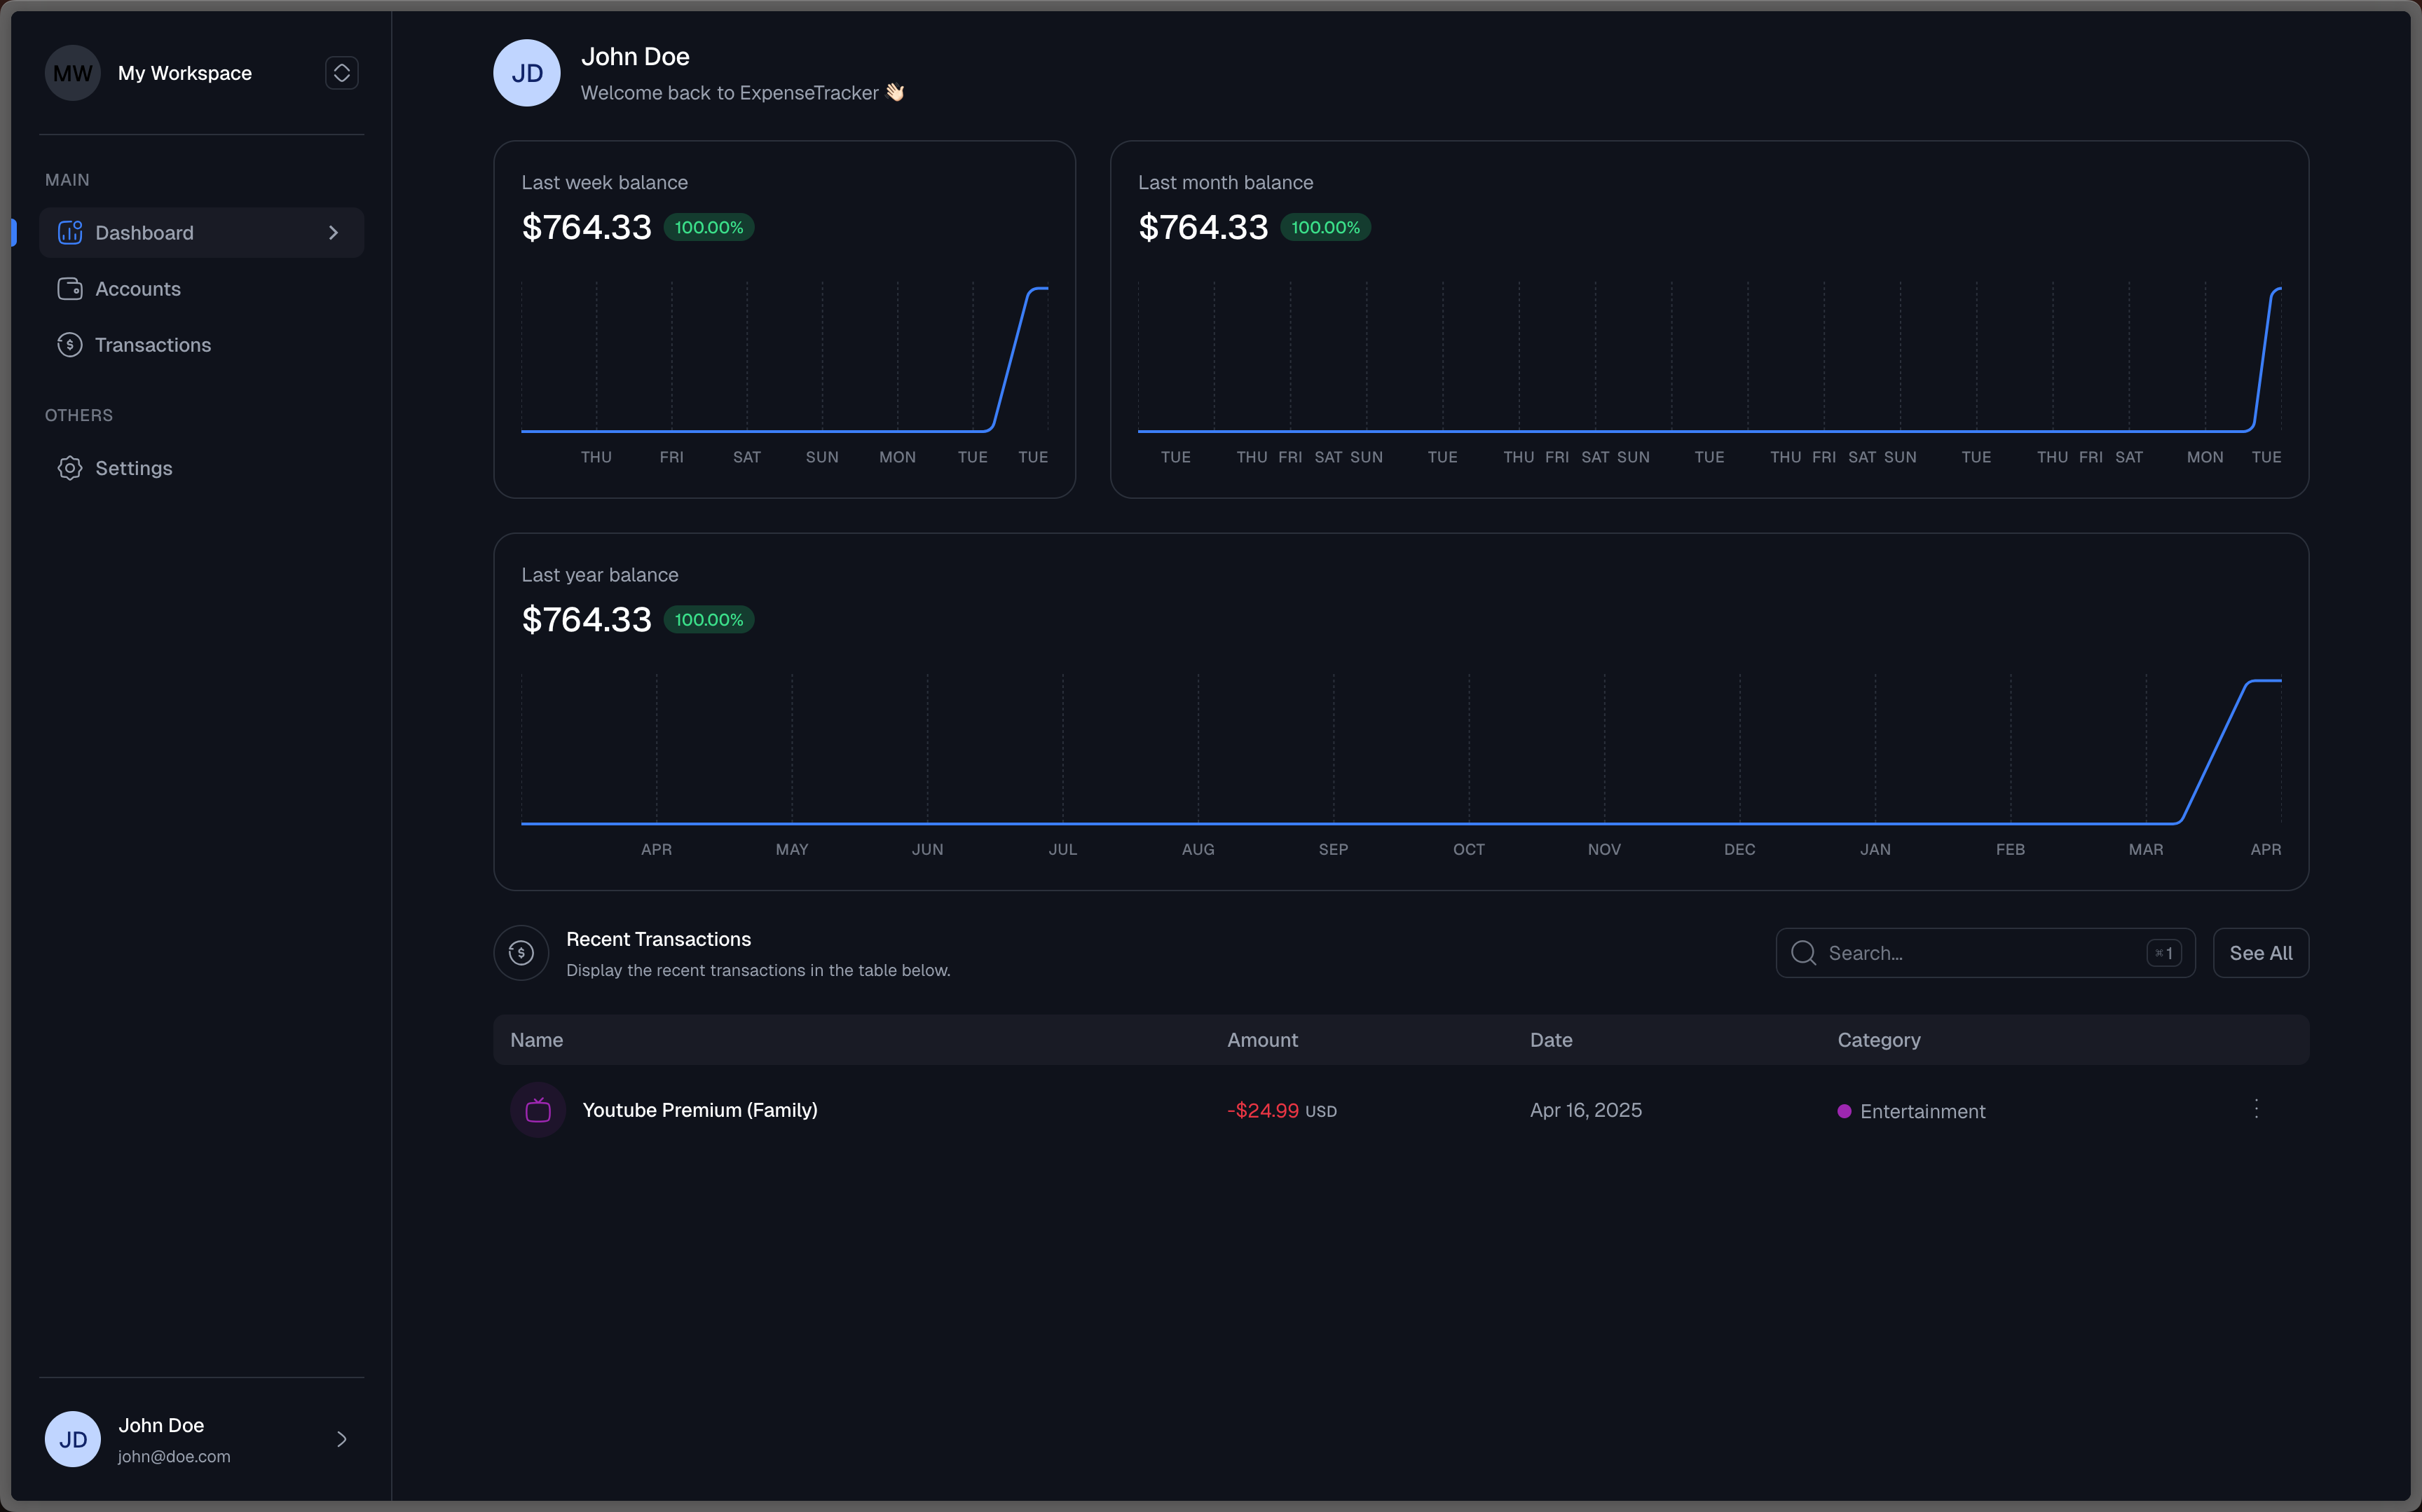 MW
My Workspace
MAIN
Dashboard
Accounts
Transactions
OTHERS
Settings
JD
John Doe
john@doe.com
JD
John Doe
Welcome back to ExpenseTracker 👋🏻
Last week balance
$764.33 100.00%
THU FRI SAT SUN MON TUE TUE
Last month balance
$764.33 100.00%
TUE THU FRI SAT SUN TUE THU FRI SAT SUN TUE THU FRI SAT SUN TUE THU FRI SAT MON TUE
Last year balance
$764.33 100.00%
APR MAY JUN JUL AUG SEP OCT NOV DEC JAN FEB MAR APR
Recent Transactions
Display the recent transactions in the table below.
Search... ⌘1
See All
Name Amount Date Category
Youtube Premium (Family) -$24.99 USD Apr 16, 2025 Entertainment